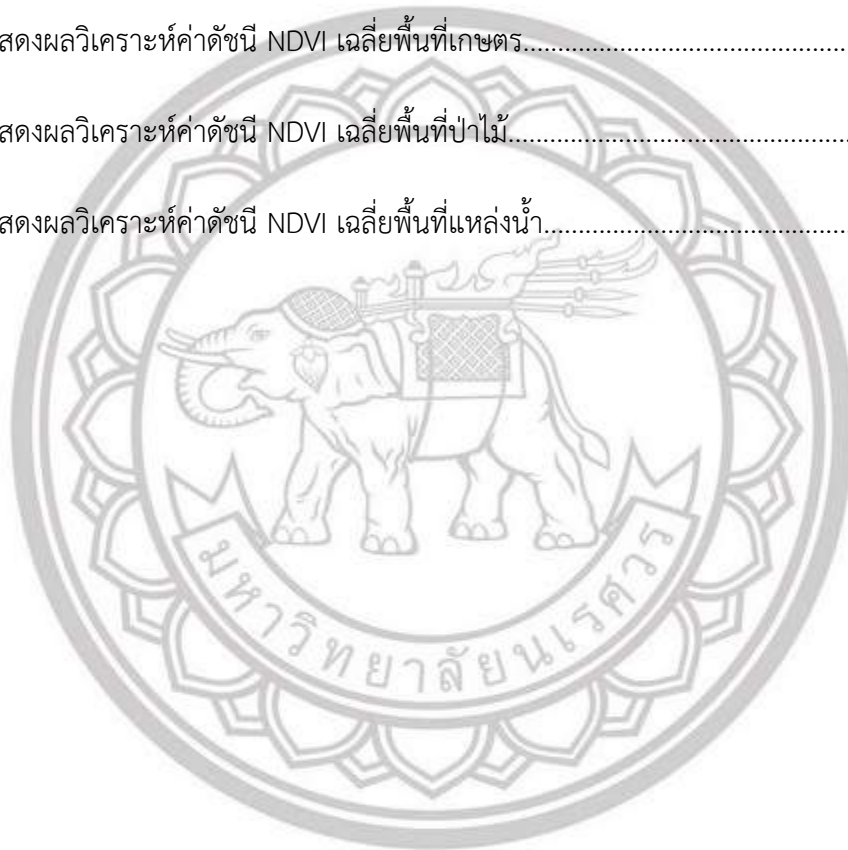 สดงผลวิเคราะห์ค่าดัชนี NDVI เฉลี่ยพื้นที่เกษตร............................................
สดงผลวิเคราะห์ค่าดัชนี NDVI เฉลี่ยพื้นที่ป่าไม้..............................................
สดงผลวิเคราะห์ค่าดัชนี NDVI เฉลี่ยพื้นที่แหล่งน้ำ.........................................
มหาวิทยาลัยนเรศวร